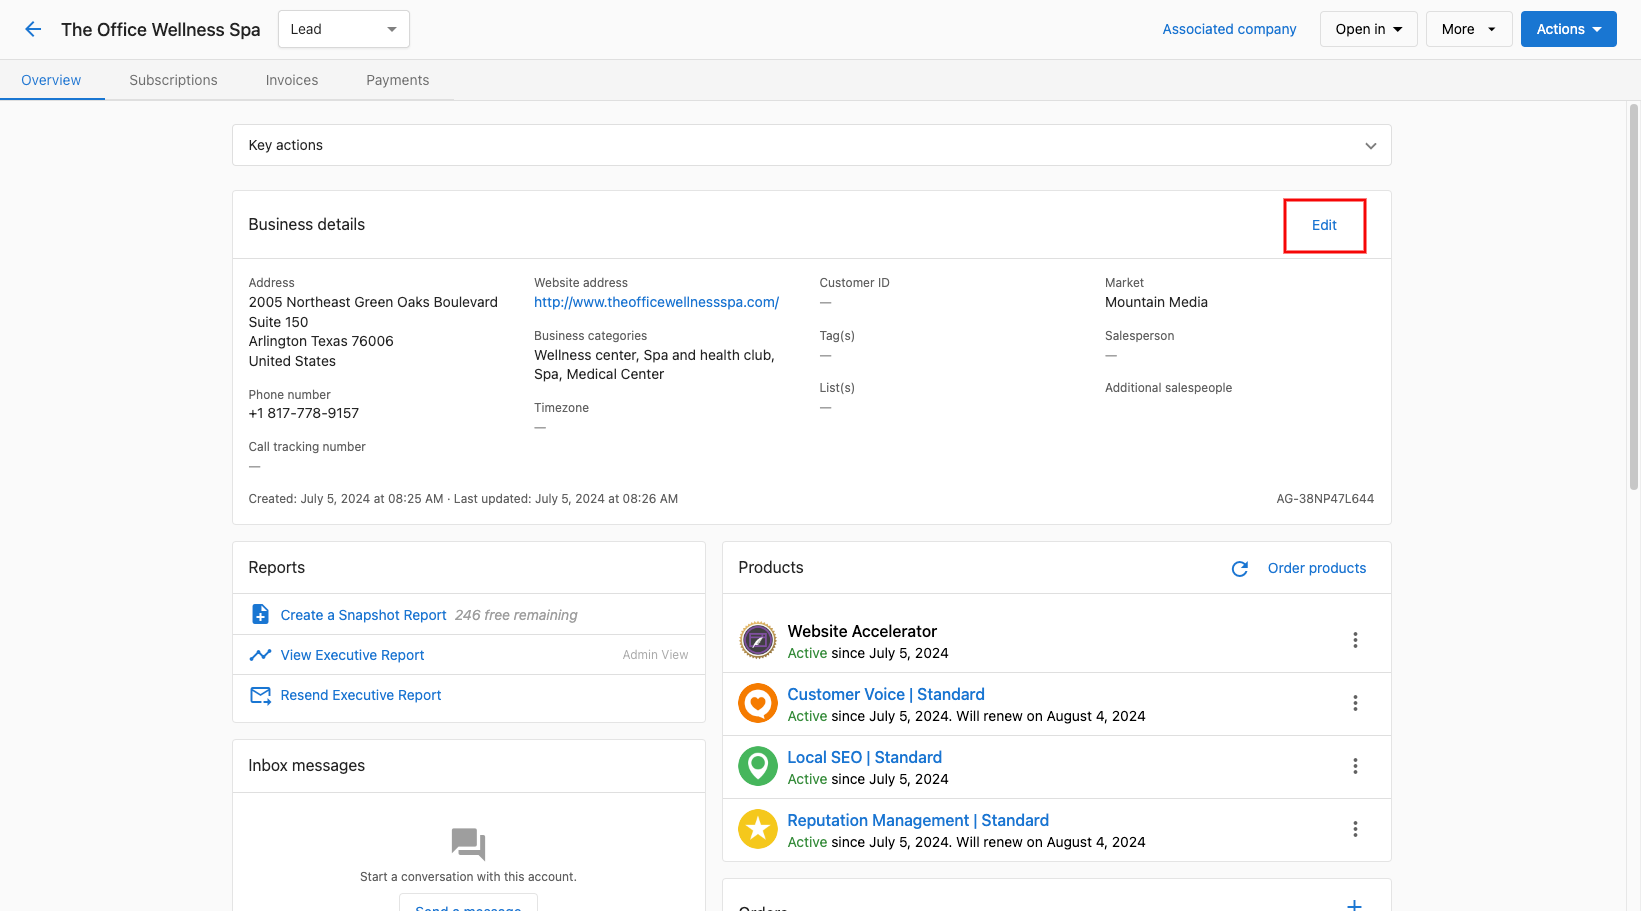 The Office Wellness Spa
Lead
Associated company
Open in
More
Actions
Overview
Subscriptions
Invoices
Payments
Key actions
Business details
Edit
Address
2005 Northeast Green Oaks Boulevard
Suite 150
Arlington Texas 76006
United States
Phone number
+1 817-778-9157
Call tracking number
—
Website address
http://www.theofficewellnessspa.com/
Business categories
Wellness center, Spa and health club,
Spa, Medical Center
Timezone
—
Customer ID
—
Tag(s)
—
List(s)
—
Market
Mountain Media
Salesperson
—
Additional salespeople
Created: July 5, 2024 at 08:25 AM · Last updated: July 5, 2024 at 08:26 AM
AG-38NP47L644
Reports
Create a Snapshot Report 246 free remaining
View Executive Report
Admin View
Resend Executive Report
Inbox messages
Start a conversation with this account.
Send a message
Products
Order products
Website Accelerator
Active since July 5, 2024
Customer Voice | Standard
Active since July 5, 2024. Will renew on August 4, 2024
Local SEO | Standard
Active since July 5, 2024
Reputation Management | Standard
Active since July 5, 2024. Will renew on August 4, 2024
Orders